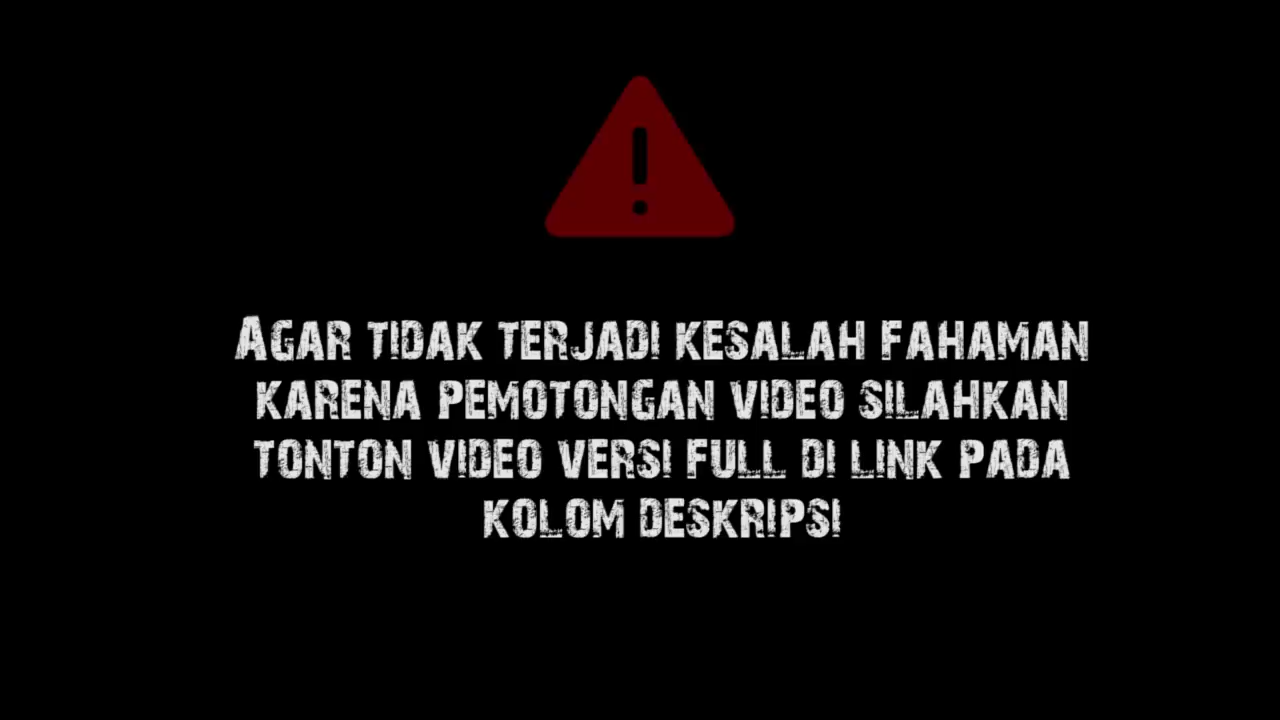 AGAR TIDAK TERJADI KESALAH FAHAMAN
KARENA PEMOTONGAN VIDEO SILAHKAN
TONTON VIDEO VERSI FULL DI LINK PADA
KOLOM DESKRIPSI